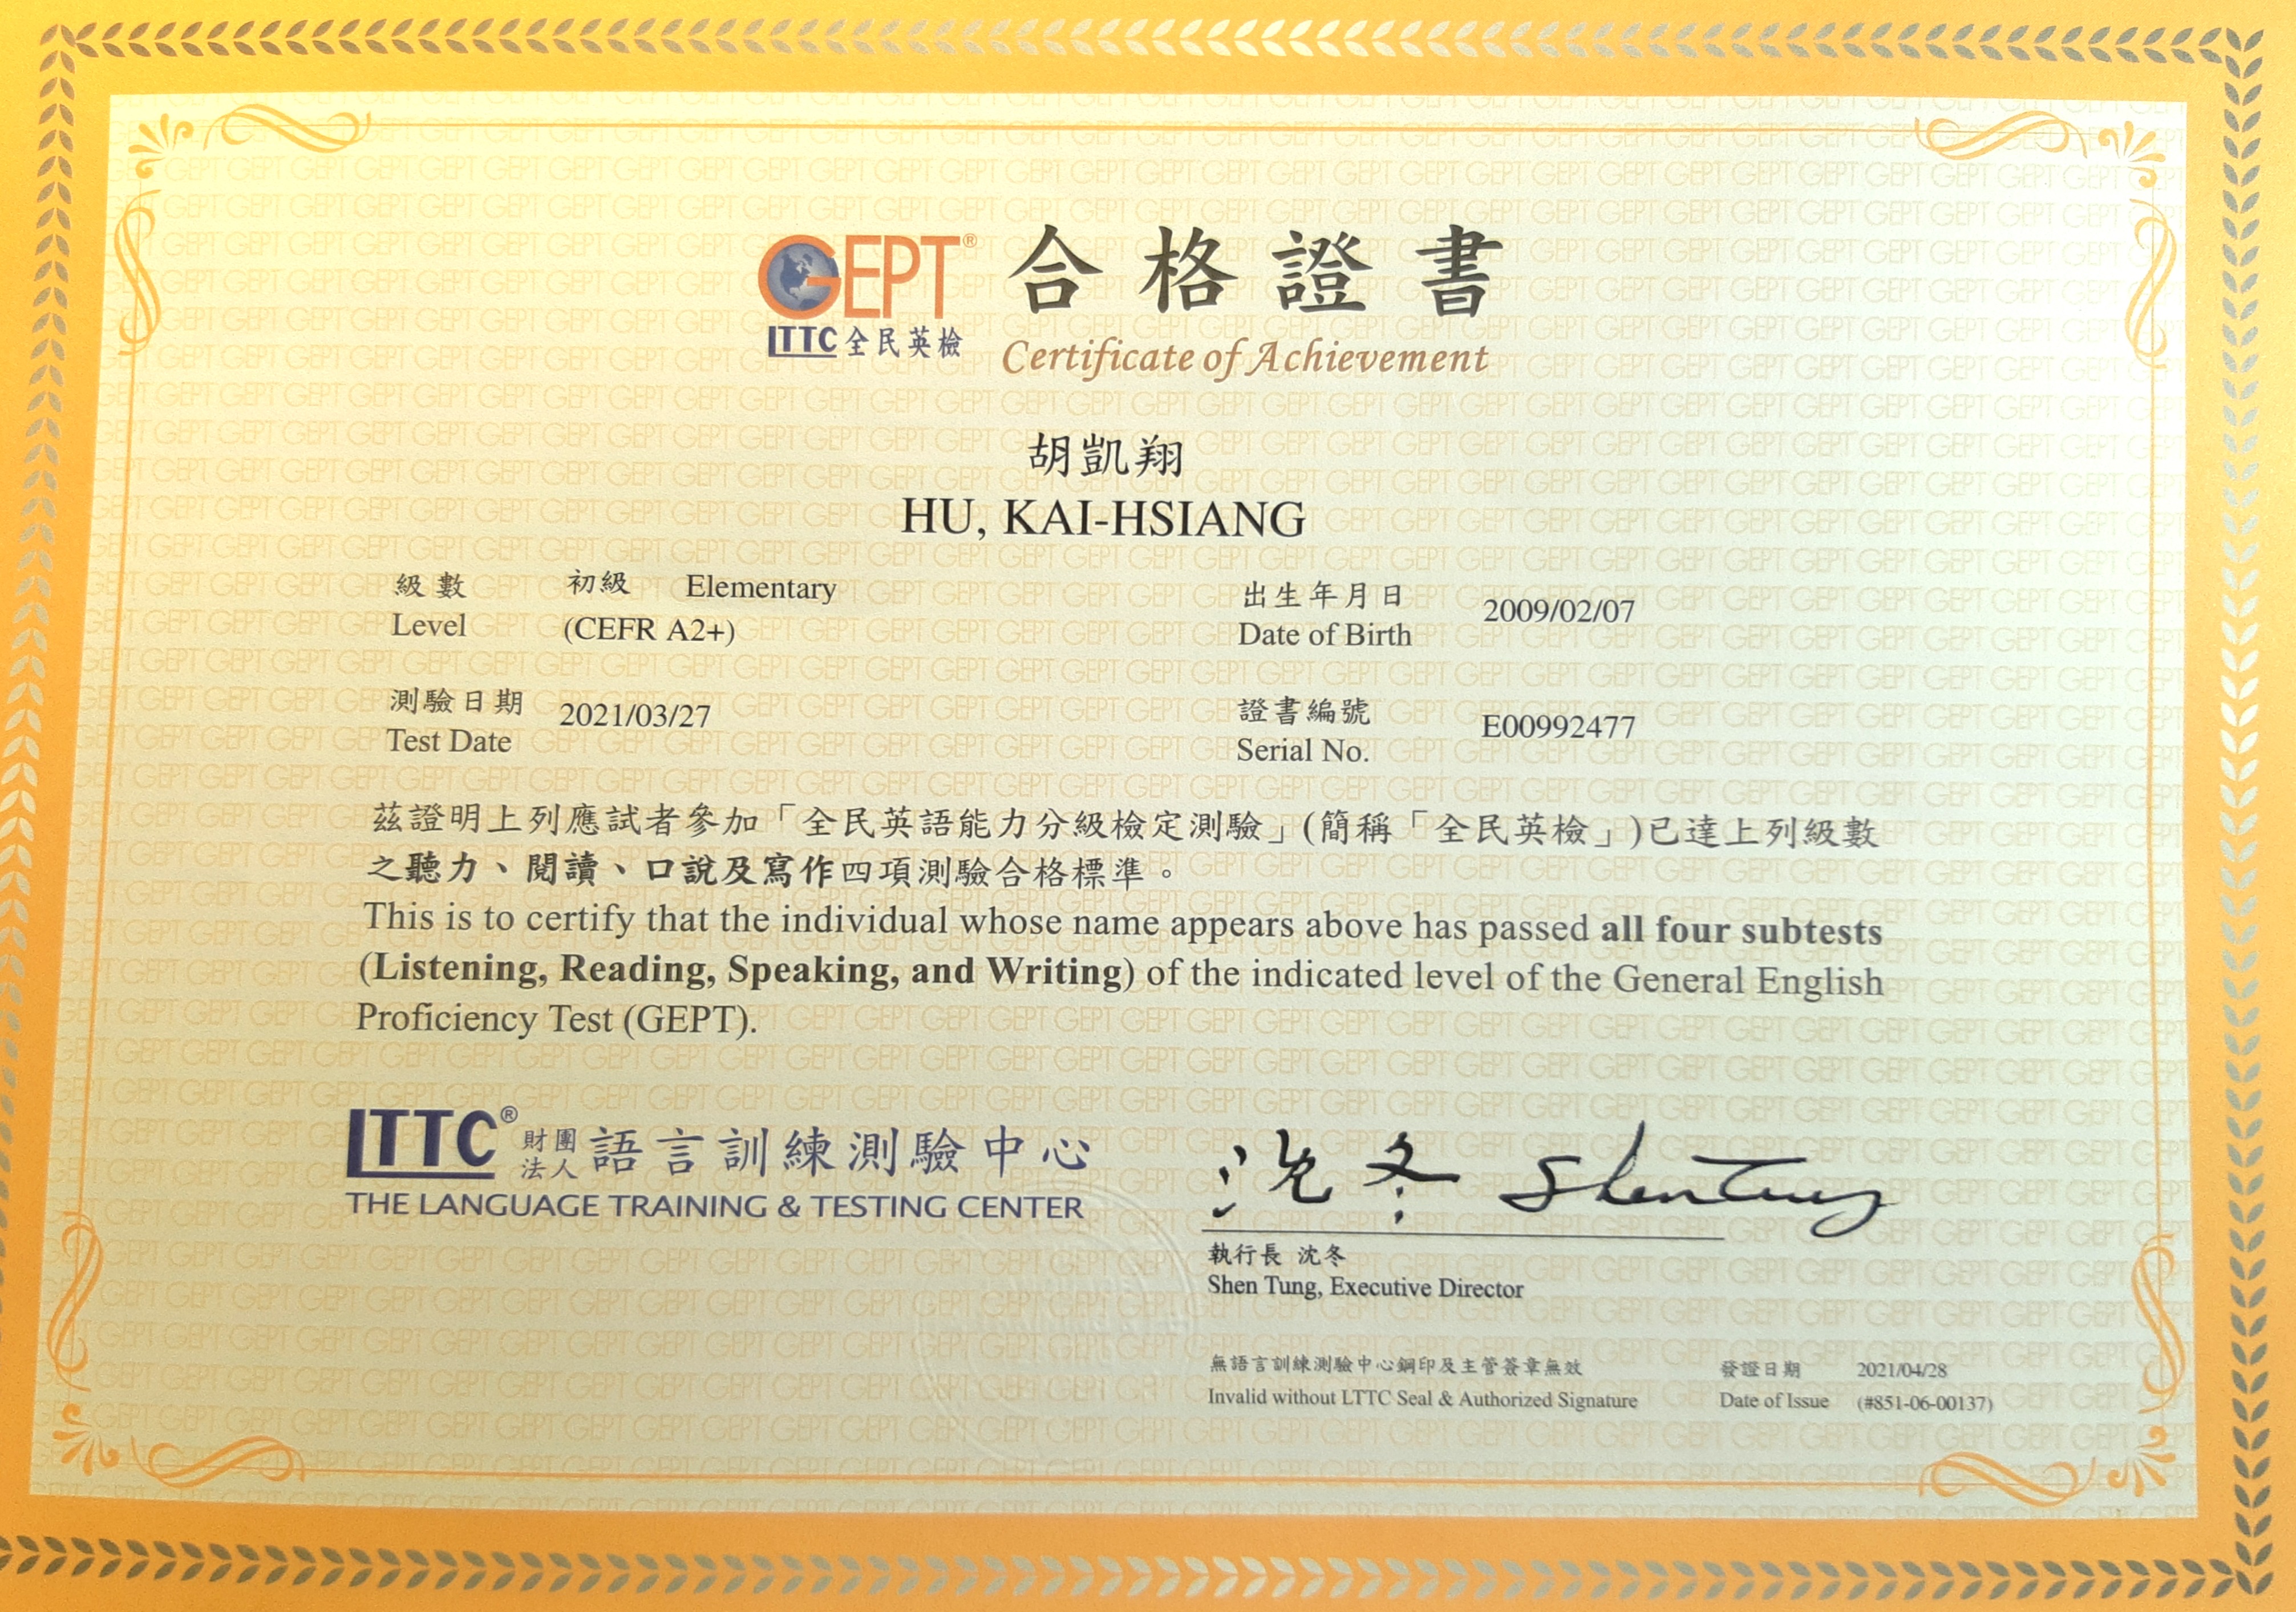 GEPT® 合格證書
LTTC 全民英檢 Certificate of Achievement
胡凱翔
HU, KAI-HSIANG
級數 初級 Elementary
Level (CEFR A2+)
出生年月日 2009/02/07
Date of Birth
測驗日期 2021/03/27
Test Date
證書編號 E00992477
Serial No.
茲證明上列應試者參加「全民英語能力分級檢定測驗」(簡稱「全民英檢」)已達上列級數
之聽力、閱讀、口說及寫作四項測驗合格標準。
This is to certify that the individual whose name appears above has passed all four subtests
(Listening, Reading, Speaking, and Writing) of the indicated level of the General English
Proficiency Test (GEPT).
LTTC® 財團法人 語言訓練測驗中心
THE LANGUAGE TRAINING & TESTING CENTER
沈冬 Shen Tung
執行長 沈冬
Shen Tung, Executive Director
無語言訓練測驗中心鋼印及主管簽章無效
Invalid without LTTC Seal & Authorized Signature
發證日期 2021/04/28
Date of Issue (#851-06-00137)